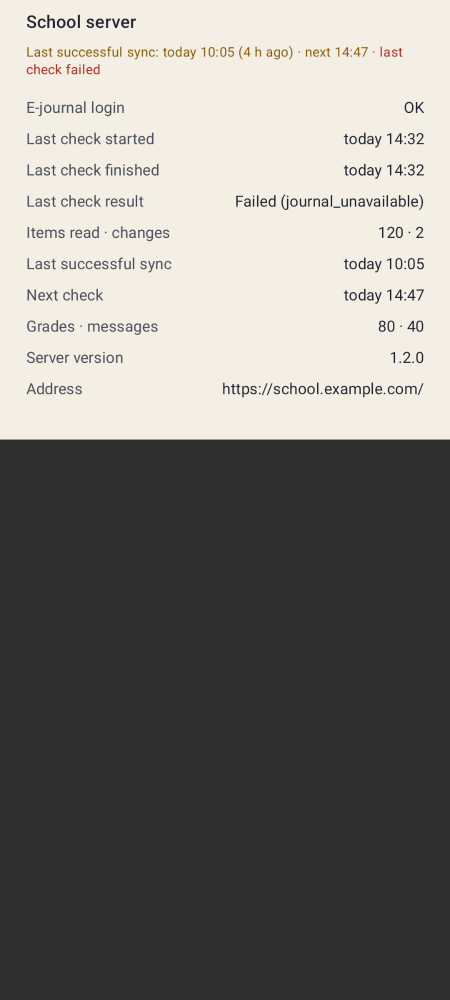 School server
Last successful sync: today 10:05 (4 h ago) · next 14:47 · last
check failed
E-journal login OK
Last check started today 14:32
Last check finished today 14:32
Last check result Failed (journal_unavailable)
Items read · changes 120 · 2
Last successful sync today 10:05
Next check today 14:47
Grades · messages 80 · 40
Server version 1.2.0
Address https://school.example.com/